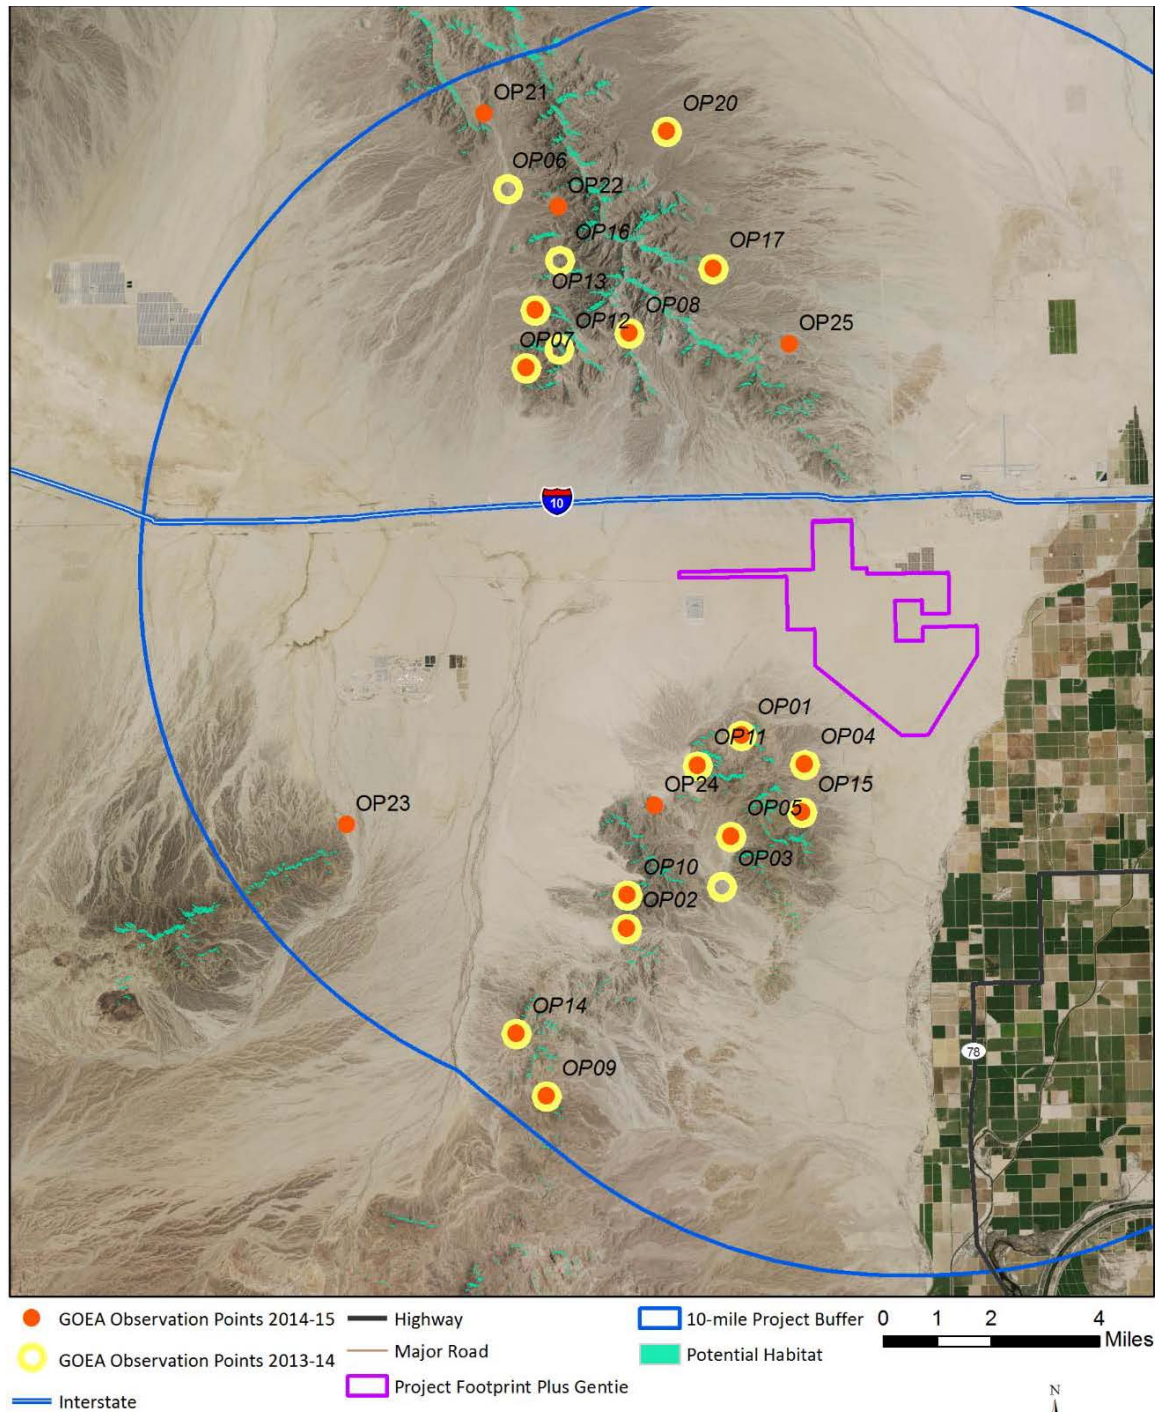 OP21
OP20
OP06
OP22
OP16
OP17
OP13
OP08
OP12
OP25
OP07
10
OP01
OP11
OP04
OP24
OP15
OP23
OP05
OP03
OP10
OP02
OP14
78
OP09
GOEA Observation Points 2014-15
Highway
10-mile Project Buffer
0 1 2 4
Miles
GOEA Observation Points 2013-14
Major Road
Potential Habitat
Project Footprint Plus Gentie
Interstate
N